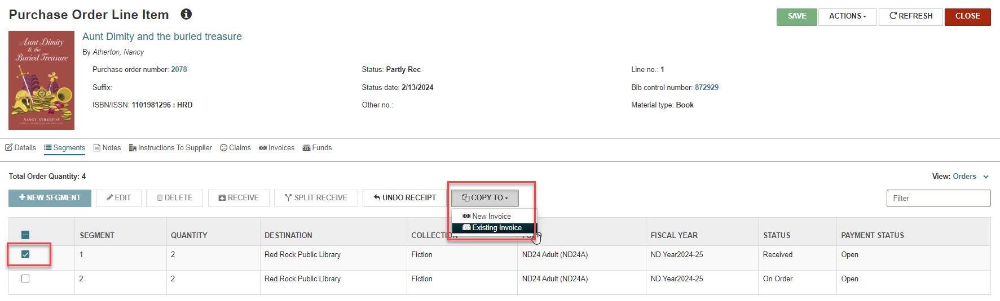 Purchase Order Line Item
SAVE
ACTIONS
REFRESH
CLOSE
Aunt Dimity
& the
Buried Treasure
NANCY ATHERTON
Aunt Dimity and the buried treasure
By Atherton, Nancy
Purchase order number: 2078
Status: Partly Rec
Line no.: 1
Suffix:
Status date: 2/13/2024
Bib control number: 872929
ISBN/ISSN: 1101981296 : HRD
Other no.:
Material type: Book
Details
Segments
Notes
Instructions To Supplier
Claims
Invoices
Funds
Total Order Quantity: 4
View: Orders
+ NEW SEGMENT
EDIT
DELETE
RECEIVE
SPLIT RECEIVE
UNDO RECEIPT
COPY TO
Filter
New Invoice
Existing Invoice
SEGMENT QUANTITY DESTINATION COLLECTION FISCAL YEAR STATUS PAYMENT STATUS
1 2 Red Rock Public Library Fiction ND24 Adult (ND24A) ND Year2024-25 Received Open
2 2 Red Rock Public Library Fiction ND24 Adult (ND24A) ND Year2024-25 On Order Open